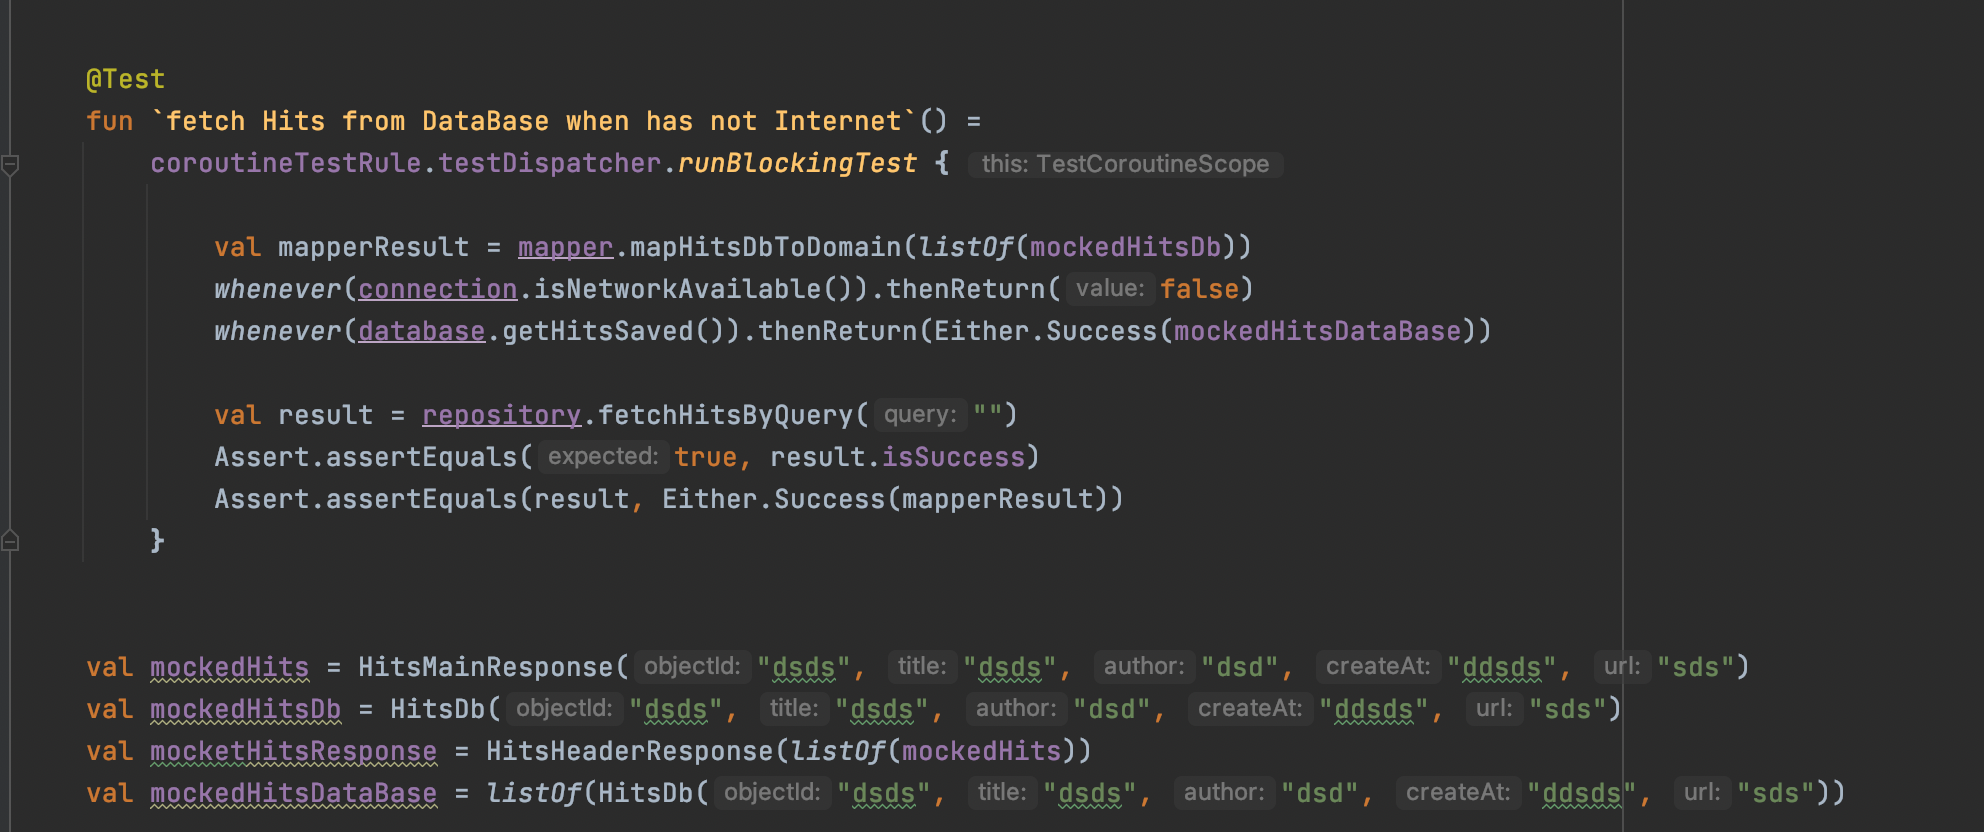 @Test
fun `fetch Hits from DataBase when has not Internet`() =
coroutineTestRule.testDispatcher.runBlockingTest { this: TestCoroutineScope
val mapperResult = mapper.mapHitsDbToDomain(listOf(mockedHitsDb))
whenever(connection.isNetworkAvailable()).thenReturn( value: false)
whenever(database.getHitsSaved()).thenReturn(Either.Success(mockedHitsDataBase))
val result = repository.fetchHitsByQuery( query: "")
Assert.assertEquals( expected: true, result.isSuccess)
Assert.assertEquals(result, Either.Success(mapperResult))
}
val mockedHits = HitsMainResponse( objectId: "dsds", title: "dsds", author: "dsd", createAt: "ddsds", url: "sds")
val mockedHitsDb = HitsDb( objectId: "dsds", title: "dsds", author: "dsd", createAt: "ddsds", url: "sds")
val mocketHitsResponse = HitsHeaderResponse(listOf(mockedHits))
val mockedHitsDataBase = listOf(HitsDb( objectId: "dsds", title: "dsds", author: "dsd", createAt: "ddsds", url: "sds"))